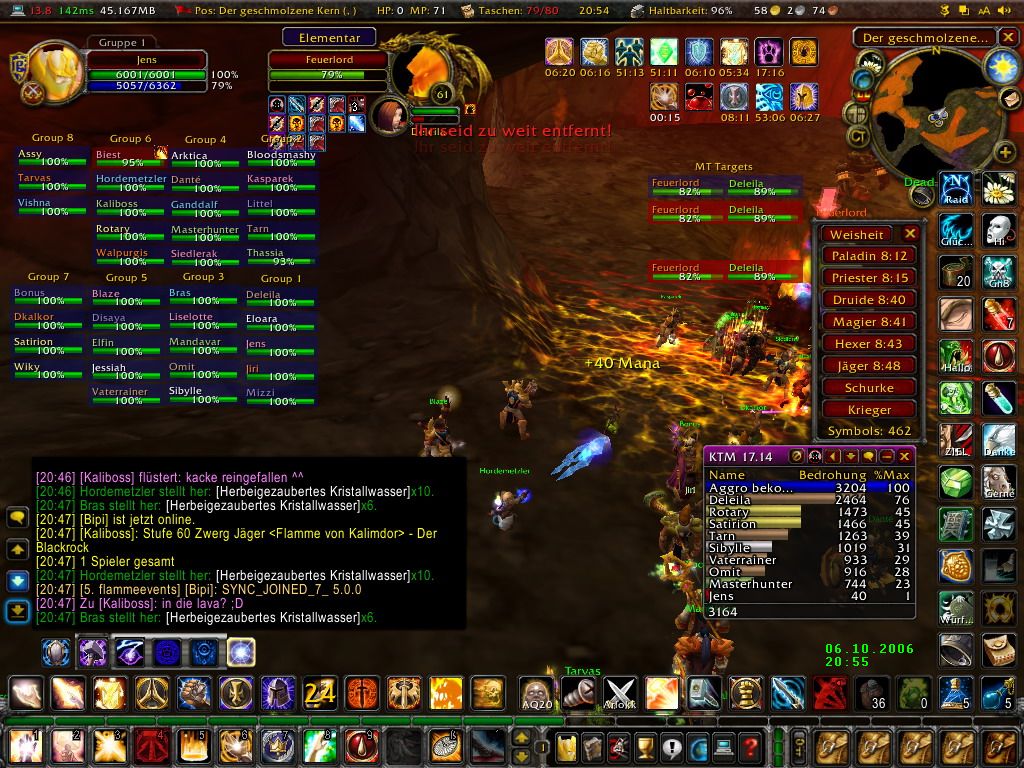 13.8 142ms 45.167MB Pos: Der geschmolzene Kern (, ) HP: 0 MP: 71 Taschen: 79/80 20:54 Haltbarkeit: 96% 58 2 74
Gruppe 1
Jens
6001/6001 100%
5057/6362 79%
Elementar
Feuerlord
79%
61
Ihr seid zu weit entfernt!
Ihr seid zu weit entfernt!
06:20 06:16 51:13 51:11 06:10 05:34 17:16
00:15 08:11 53:06 06:27
Der geschmolzene...
Group 8 Group 6 Group 4
Assy 100% Biest 95% Arktica 100% Bloodsmashy 100%
Tarvas 100% Hordemetzler 100% Danté 100% Kasparek 100%
Vishna 100% Kaliboss 100% Ganddalf 100% Littel 100%
Rotary 100% Masterhunter 100% Tarn 100%
Walpurgis 100% Siedlerak 100% Thassia 93%
Group 7 Group 5 Group 3 Group 1
Bonus 100% Blaze 100% Bras 100% Deleila 100%
Dkalkor 100% Disaya 100% Liselotte 100% Eloara 100%
Satirion 100% Elfin 100% Mandavar 100% Jens 100%
Wiky 100% Jessiah 100% Omit 100% Jiri 100%
Vaterrainer 100% Sibylle 100% Mizzi 100%
MT Targets
Feuerlord 82% Deleila 89%
Feuerlord 82% Deleila 89%
Feuerlord 82% Deleila 89%
Dead
Feuerlord
Weisheit
Paladin 8:12
Priester 8:15
Druide 8:40
Magier 8:41
Hexer 8:43
Jäger 8:48
Schurke
Krieger
Symbols: 462
+40 Mana
Blaze
Hordemetzler
Bonus
Jiri
Raid
Hi
20
Hallo
7
ZIEL
Danke
Gerne
KTM 17.14
Name Bedrohung %Max
Aggro beko... 3204 100
Deleila 2464 76
Rotary 1473 45
Satirion 1466 45
Tarn 1263 39
Sibylle 1019 31
Vaterrainer 933 29
Omit 916 28
Masterhunter 744 23
Jens 40 1
3164
[20:46] [Kaliboss] flüstert: kacke reingefallen ^^
[20:46] Hordemetzler stellt her: [Herbeigezaubertes Kristallwasser]x10.
[20:47] Bras stellt her: [Herbeigezaubertes Kristallwasser]x6.
[20:47] [Bipi] ist jetzt online.
[20:47] [Kaliboss]: Stufe 60 Zwerg Jäger <Flamme von Kalimdor> - Der
Blackrock
[20:47] 1 Spieler gesamt
[20:47] Hordemetzler stellt her: [Herbeigezaubertes Kristallwasser]x10.
[20:47] [5. flammeevents] [Bipi]: SYNC_JOINED_7_ 5.0.0
[20:47] Zu [Kaliboss]: in die lava? ;D
[20:47] Bras stellt her: [Herbeigezaubertes Kristallwasser]x6.
06.10.2006
20:55
Tarvas
24
AQ20
Arlokk
36 0 5 5